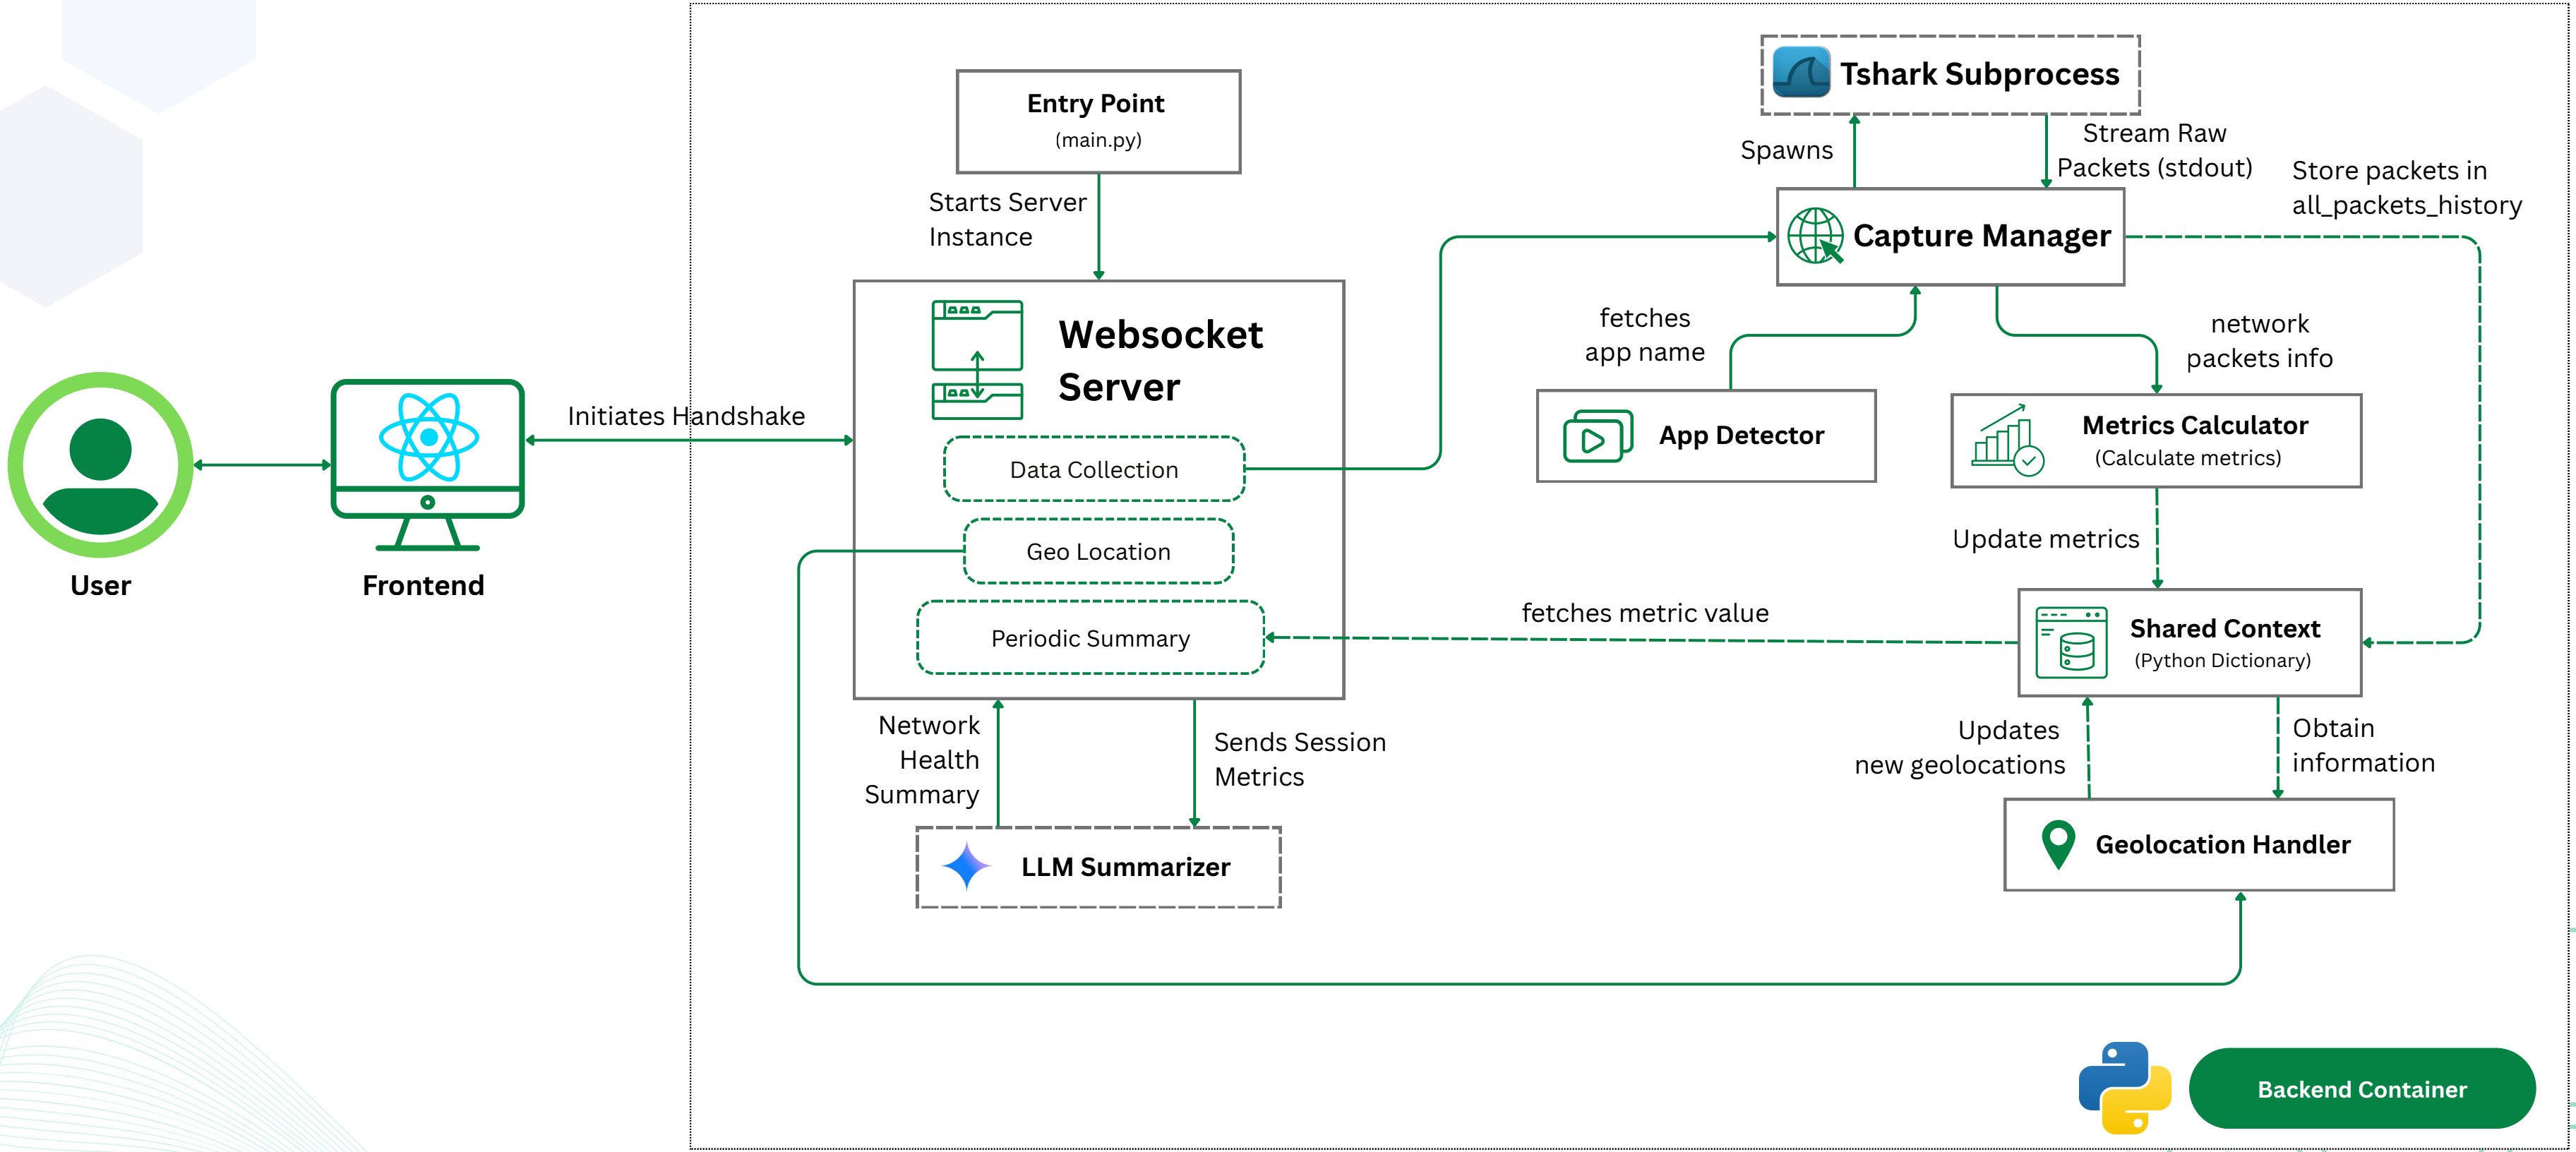 Tshark Subprocess
Entry Point
(main.py)
Spawns
Stream Raw
Packets (stdout)
Store packets in
all_packets_history
Starts Server
Instance
Capture Manager
Websocket
Server
fetches
app name
network
packets info
Initiates Handshake
Data Collection
App Detector
Metrics Calculator
(Calculate metrics)
Geo Location
Update metrics
User
Frontend
Periodic Summary
fetches metric value
Shared Context
(Python Dictionary)
Network
Health
Summary
Sends Session
Metrics
Updates
new geolocations
Obtain
information
LLM Summarizer
Geolocation Handler
Backend Container